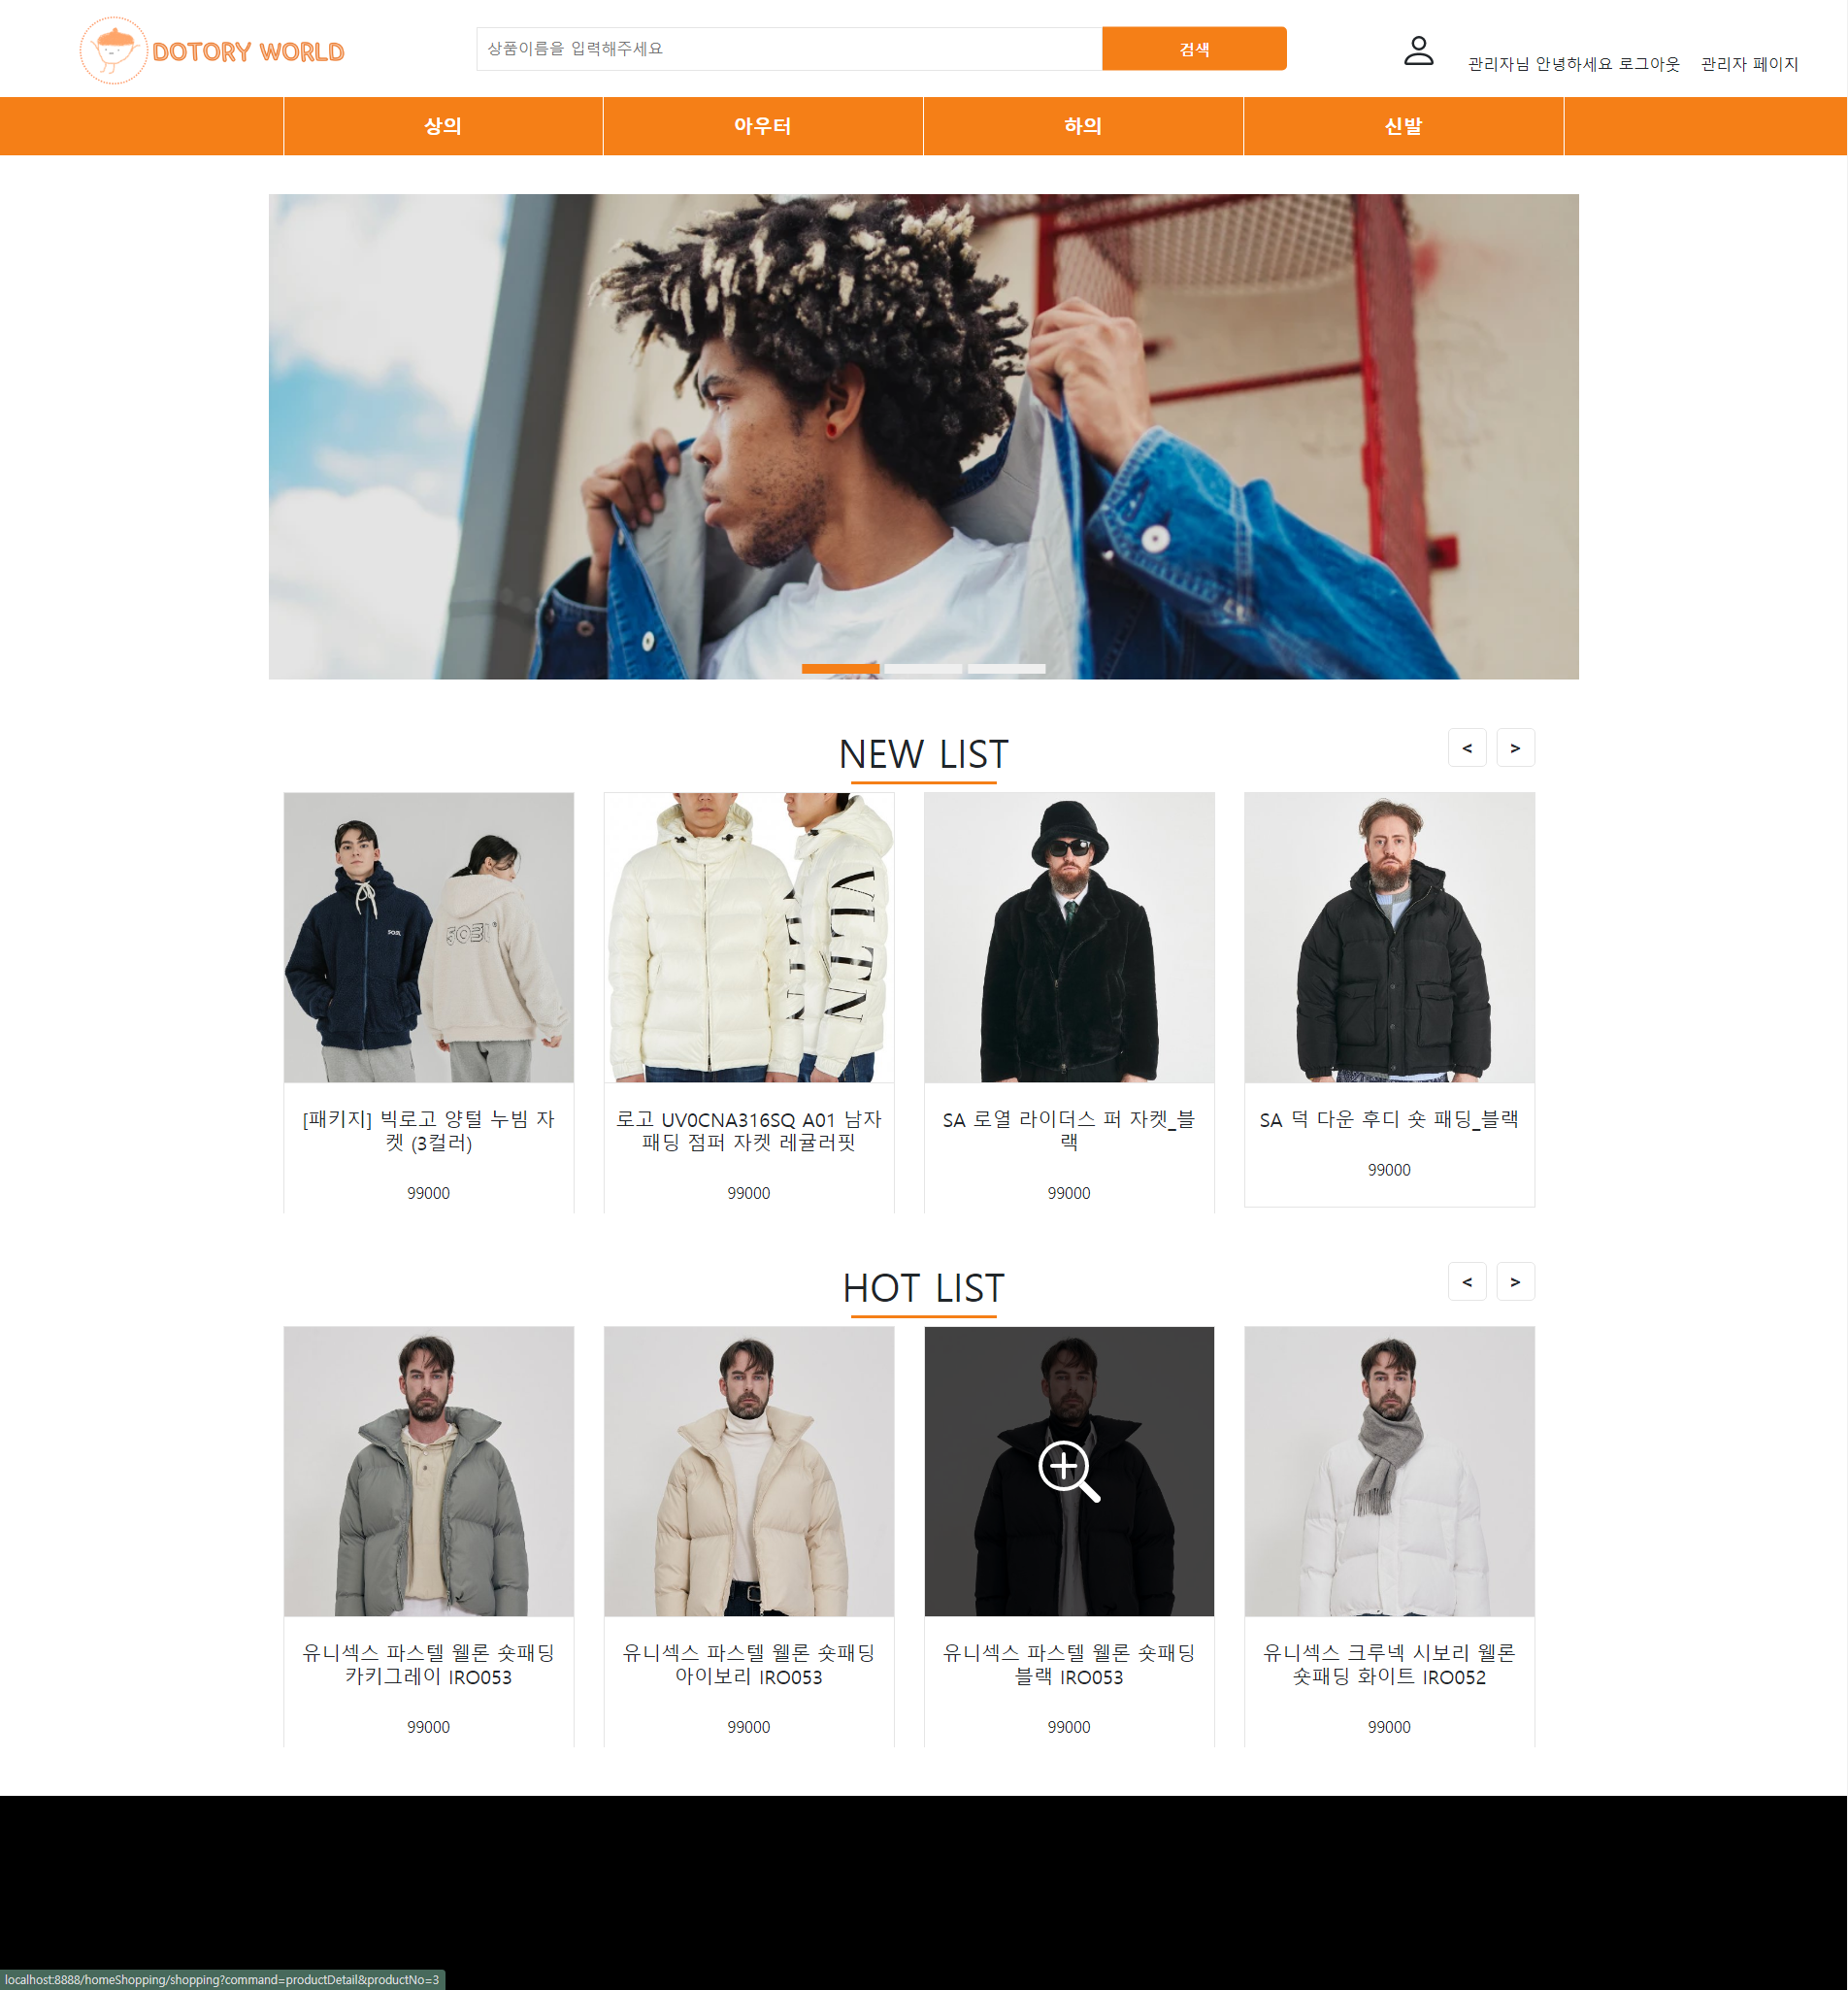 DOTORY WORLD
상품이름을 입력해주세요
검색
관리자님 안녕하세요 로그아웃 관리자 페이지
상의 아우터 하의 신발
NEW LIST
< >
VLTN
[패키지] 빅로고 양털 누빔 자
켓 (3컬러)
99000
로고 UV0CNA316SQ A01 남자
패딩 점퍼 자켓 레귤러핏
99000
SA 로열 라이더스 퍼 자켓_블
랙
99000
SA 덕 다운 후디 숏 패딩_블랙
99000
HOT LIST
< >
유니섹스 파스텔 웰론 숏패딩
카키그레이 IRO053
99000
유니섹스 파스텔 웰론 숏패딩
아이보리 IRO053
99000
유니섹스 파스텔 웰론 숏패딩
블랙 IRO053
99000
유니섹스 크루넥 시보리 웰론
숏패딩 화이트 IRO052
99000
localhost:8888/homeShopping/shopping?command=productDetail&productNo=3